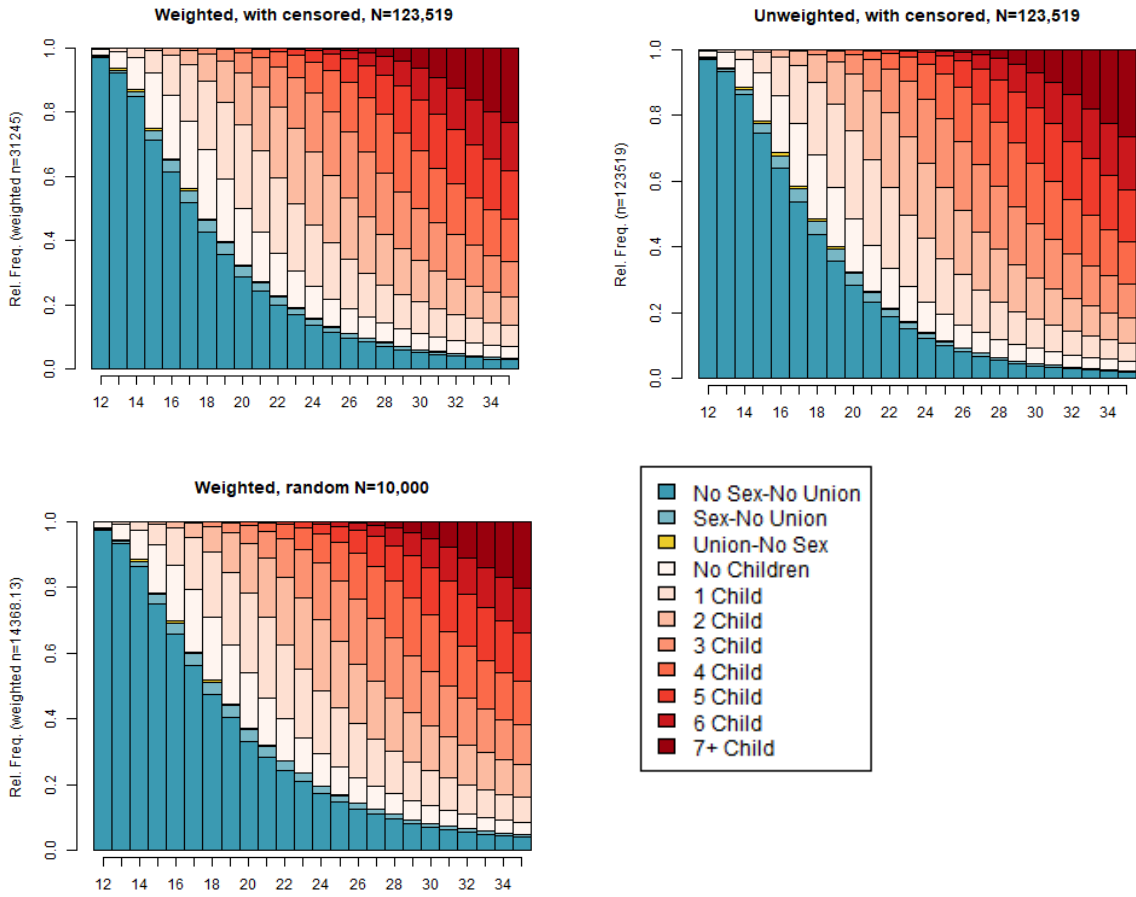 Weighted, with censored, N=123,519
Rel. Freq. (weighted n=31245)
1.0
0.8
0.6
0.4
0.2
0.0
12 14 16 18 20 22 24 26 28 30 32 34
Unweighted, with censored, N=123,519
Rel. Freq. (n=123519)
1.0
0.8
0.6
0.4
0.2
0.0
12 14 16 18 20 22 24 26 28 30 32 34
Weighted, random N=10,000
Rel. Freq. (weighted n=14368.13)
1.0
0.8
0.6
0.4
0.2
0.0
12 14 16 18 20 22 24 26 28 30 32 34
No Sex-No Union
Sex-No Union
Union-No Sex
No Children
1 Child
2 Child
3 Child
4 Child
5 Child
6 Child
7+ Child